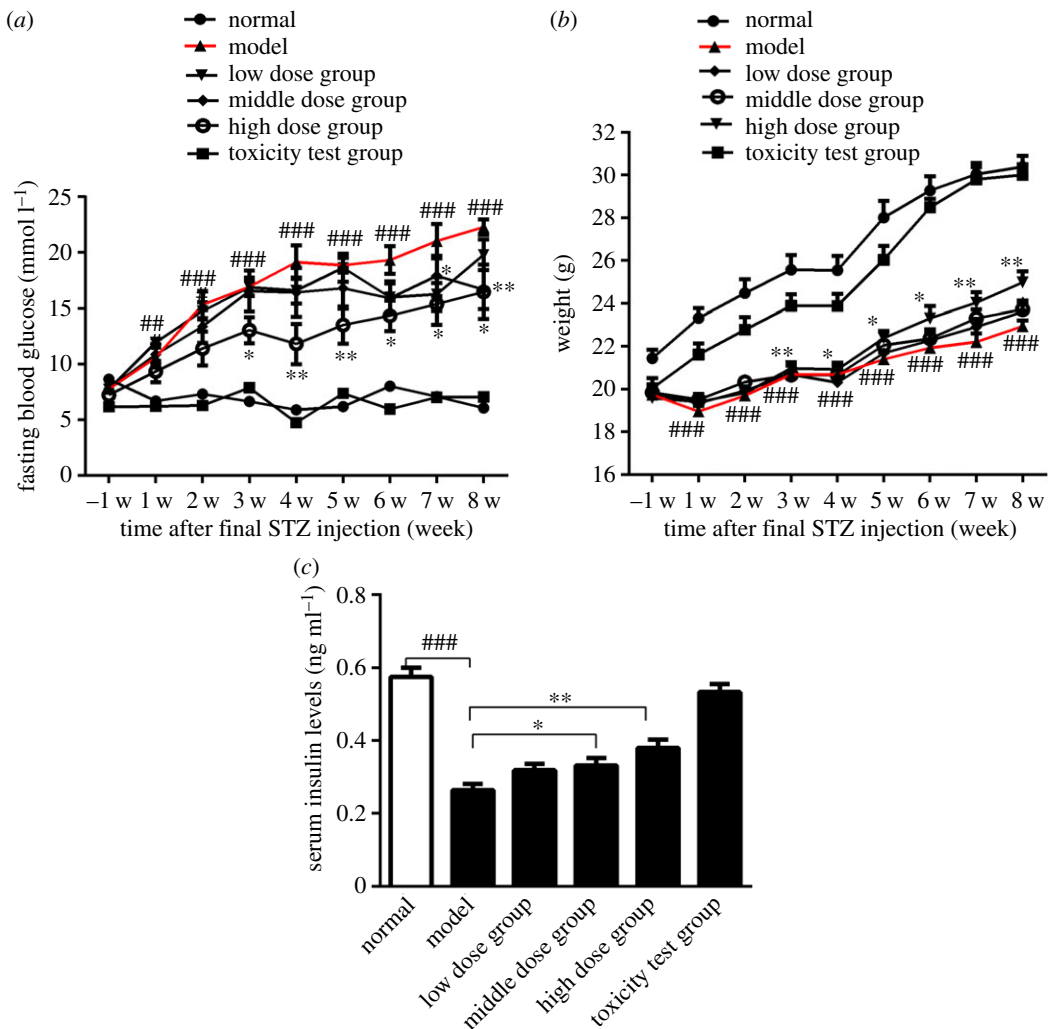 (a)
normal
model
low dose group
middle dose group
high dose group
toxicity test group
fasting blood glucose (mmol l⁻¹)
25
20
15
10
5
0
##
###
#
###
###
###
###
###
###
*
**
**
*
*
*
**
*
–1 w 1 w 2 w 3 w 4 w 5 w 6 w 7 w 8 w
time after final STZ injection (week)
(b)
normal
model
low dose group
middle dose group
high dose group
toxicity test group
weight (g)
32
30
28
26
24
22
20
18
16
**
*
*
*
**
**
###
###
###
###
###
###
###
###
–1 w 1 w 2 w 3 w 4 w 5 w 6 w 7 w 8 w
time after final STZ injection (week)
(c)
serum insulin levels (ng ml⁻¹)
0.8
0.6
0.4
0.2
0
###
**
*
normal
model
low dose group
middle dose group
high dose group
toxicity test group